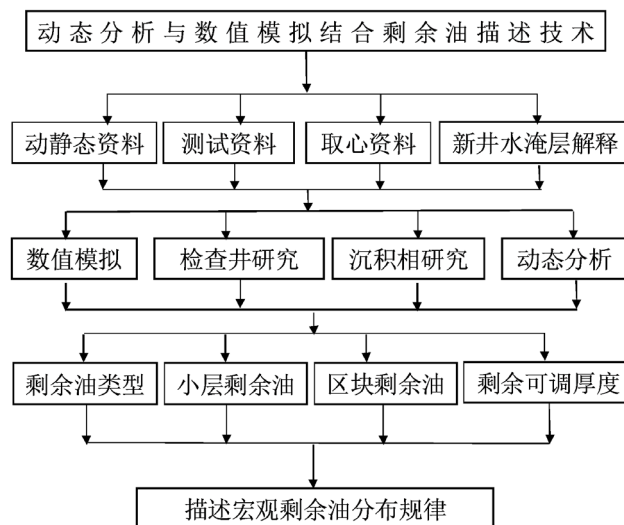 动态分析与数值模拟结合剩余油描述技术
动静态资料 测试资料 取心资料 新井水淹层解释
数值模拟 检查井研究 沉积相研究 动态分析
剩余油类型 小层剩余油 区块剩余油 剩余可调厚度
描述宏观剩余油分布规律